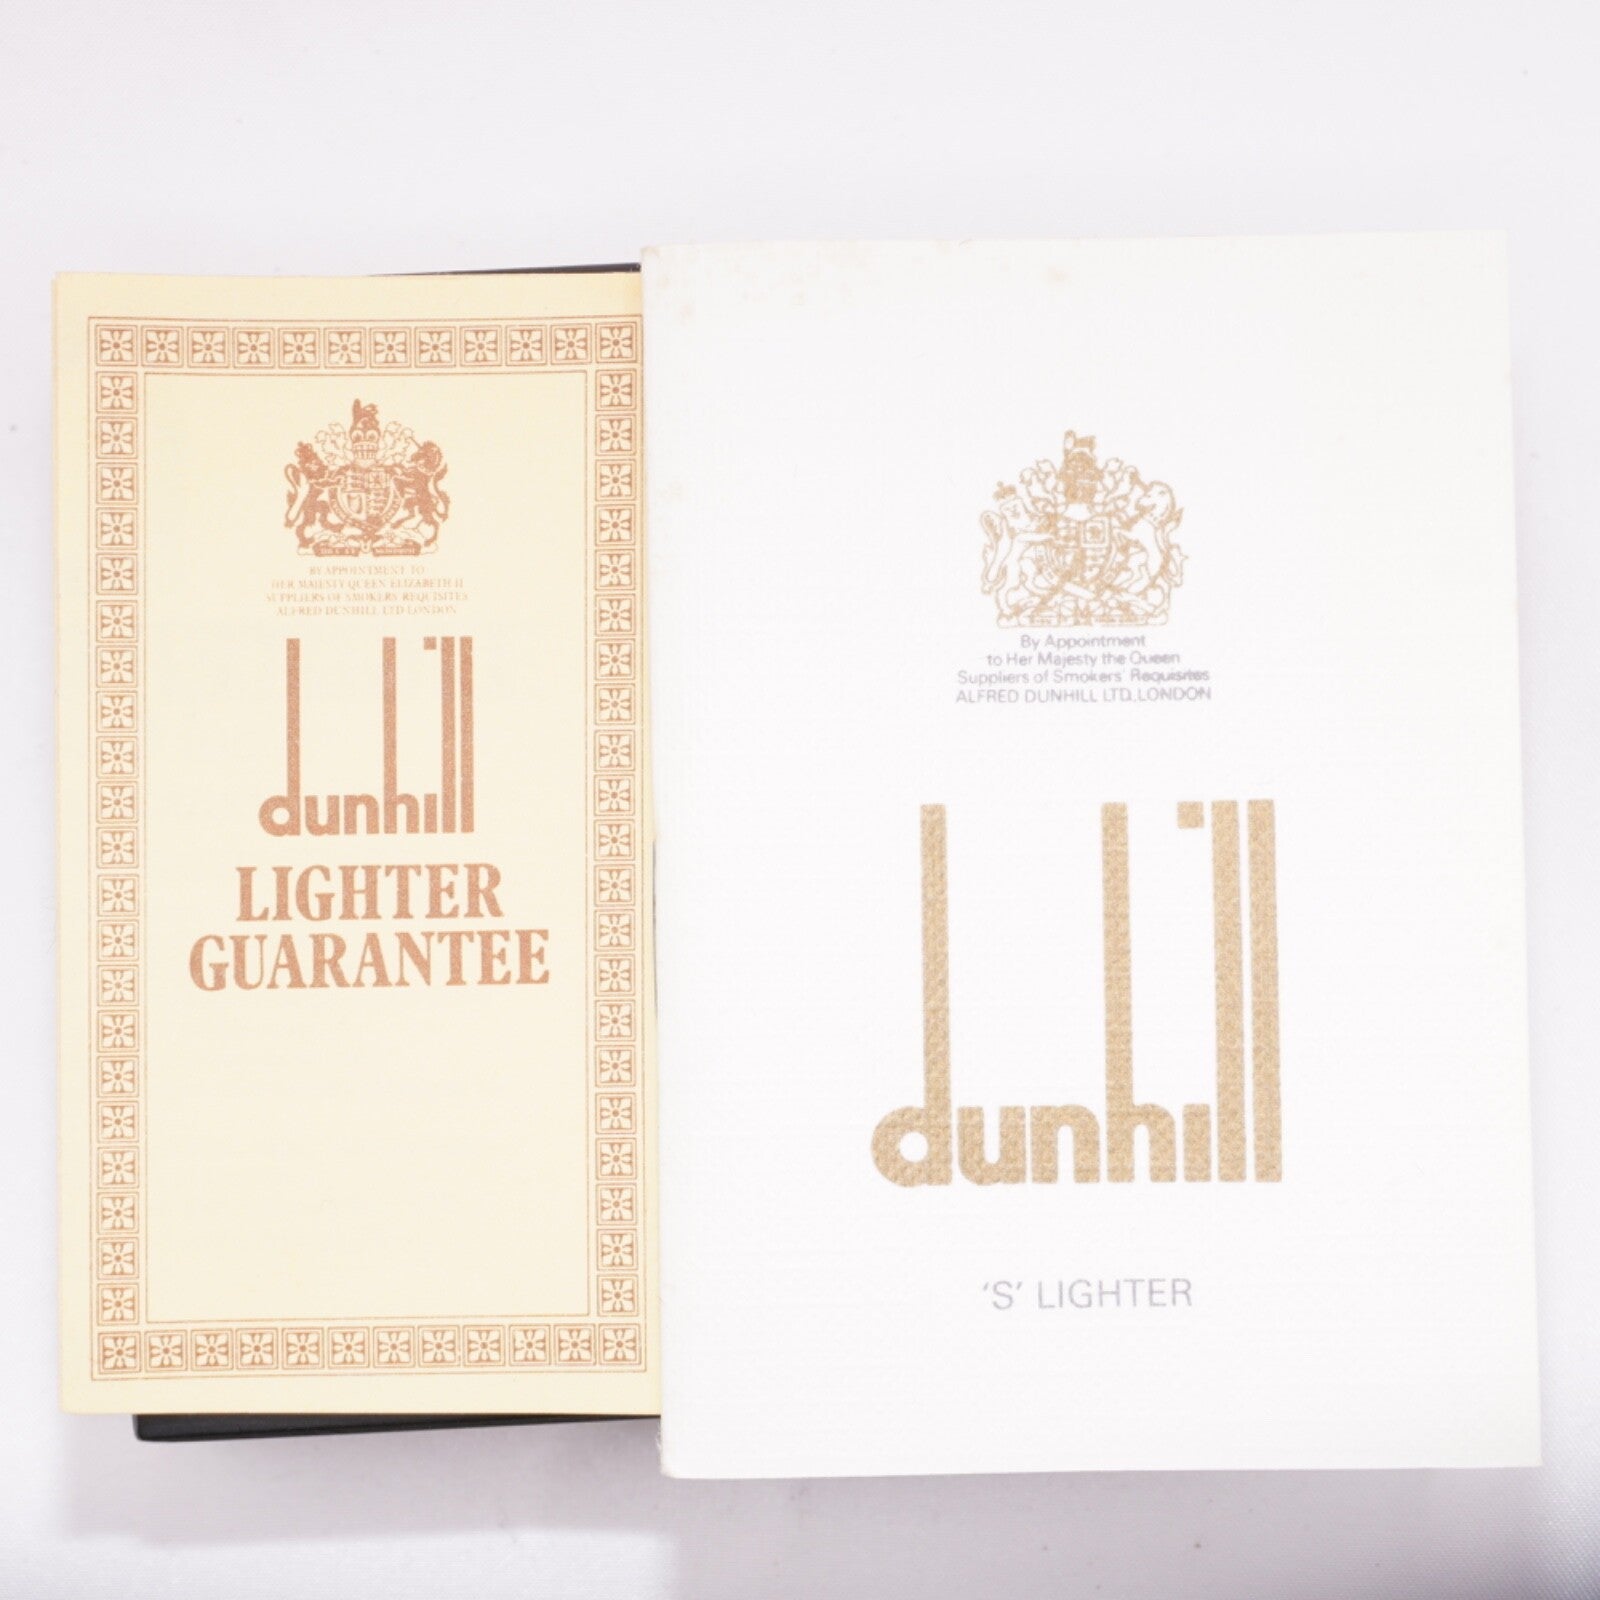 BY APPOINTMENT TO
HER MAJESTY QUEEN ELIZABETH II
SUPPLIERS OF SMOKERS REQUISITES
ALFRED DUNHILL LTD LONDON
dunhill
LIGHTER
GUARANTEE
By Appointment
to Her Majesty the Queen
Suppliers of Smokers' Requisites
ALFRED DUNHILL LTD. LONDON
dunhill
'S' LIGHTER